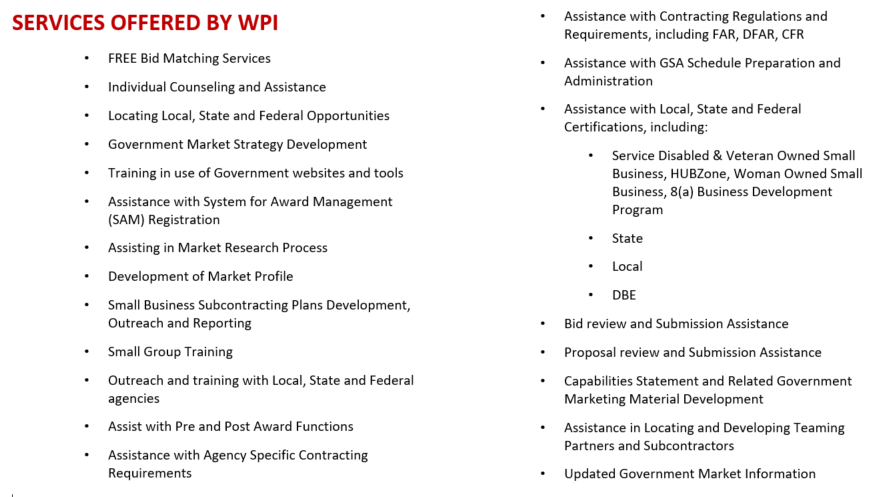 SERVICES OFFERED BY WPI
• FREE Bid Matching Services
• Individual Counseling and Assistance
• Locating Local, State and Federal Opportunities
• Government Market Strategy Development
• Training in use of Government websites and tools
• Assistance with System for Award Management
(SAM) Registration
• Assisting in Market Research Process
• Development of Market Profile
• Small Business Subcontracting Plans Development,
Outreach and Reporting
• Small Group Training
• Outreach and training with Local, State and Federal
agencies
• Assist with Pre and Post Award Functions
• Assistance with Agency Specific Contracting
Requirements
• Assistance with Contracting Regulations and
Requirements, including FAR, DFAR, CFR
• Assistance with GSA Schedule Preparation and
Administration
• Assistance with Local, State and Federal
Certifications, including:
• Service Disabled & Veteran Owned Small
Business, HUBZone, Woman Owned Small
Business, 8(a) Business Development
Program
• State
• Local
• DBE
• Bid review and Submission Assistance
• Proposal review and Submission Assistance
• Capabilities Statement and Related Government
Marketing Material Development
• Assistance in Locating and Developing Teaming
Partners and Subcontractors
• Updated Government Market Information